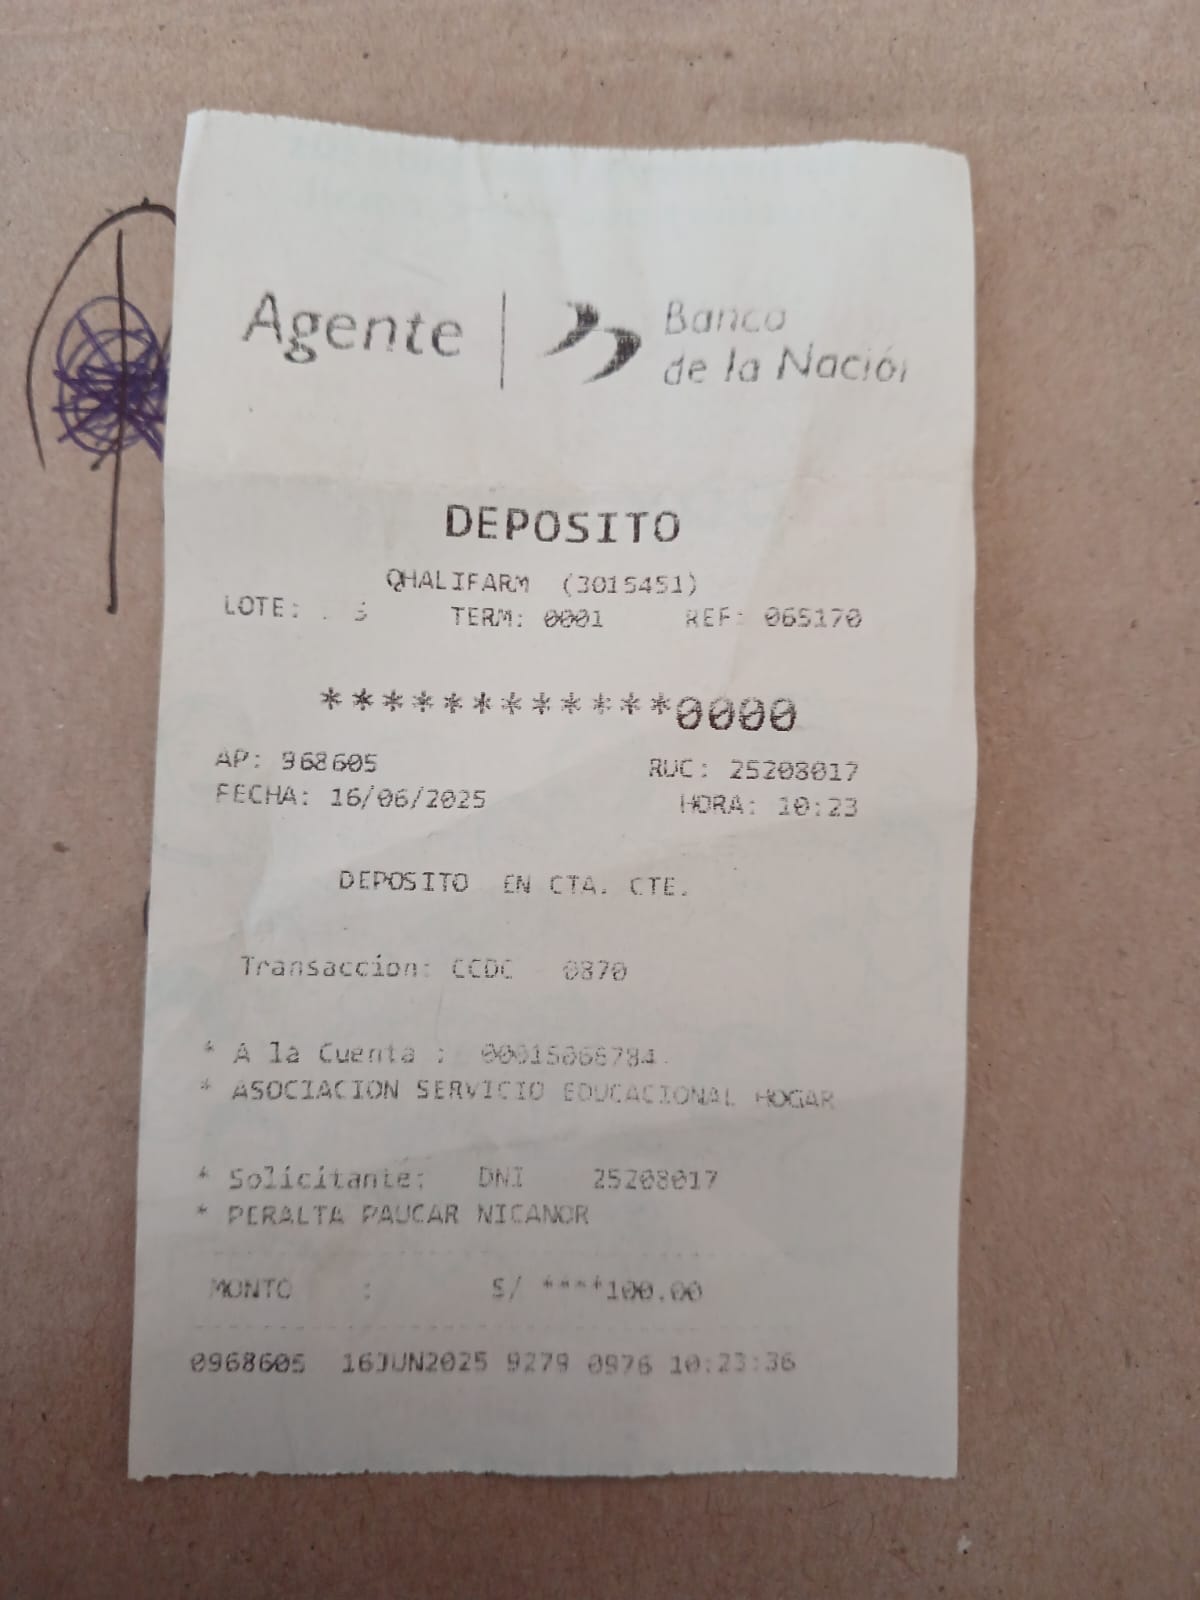 Agente | Banco
de la Nación
DEPOSITO
QHALIFARM (3015451)
LOTE: TERM: 0001 REF: 065170
************0000
AP: 968605 RUC: 25208017
FECHA: 16/06/2025 HORA: 10:23
DEPOSITO EN CTA. CTE.
Transaccion: CCDC 0870
* A la Cuenta :
* ASOCIACION SERVICIO EDUCACIONAL HOGAR
* Solicitante: DNI 25208017
* PERALTA PAUCAR NICANOR
MONTO : S/ ****100.00
0968605 16JUN2025 9279 0976 10:23:36